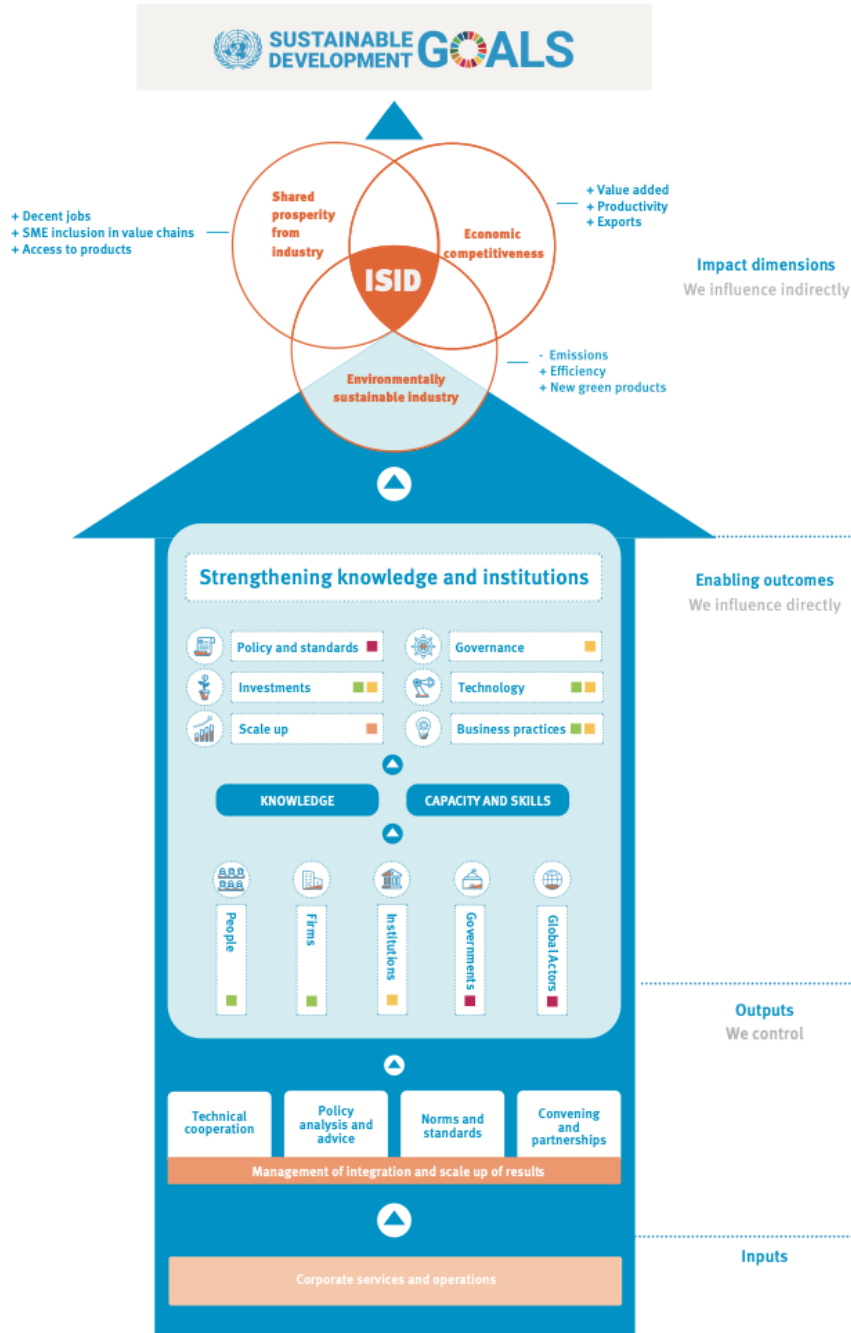 SUSTAINABLE
DEVELOPMENT
GOALS
Shared
prosperity
from
industry
Economic
competitiveness
ISID
Environmentally
sustainable industry
+ Decent jobs
+ SME inclusion in value chains
+ Access to products
+ Value added
+ Productivity
+ Exports
- Emissions
+ Efficiency
+ New green products
Impact dimensions
We influence indirectly
Strengthening knowledge and institutions
Enabling outcomes
We influence directly
Policy and standards
Governance
Investments
Technology
Scale up
Business practices
KNOWLEDGE
CAPACITY AND SKILLS
People
Firms
Institutions
Governments
Global Actors
Outputs
We control
Technical
cooperation
Policy
analysis and
advice
Norms and
standards
Convening
and
partnerships
Management of integration and scale up of results
Inputs
Corporate services and operations